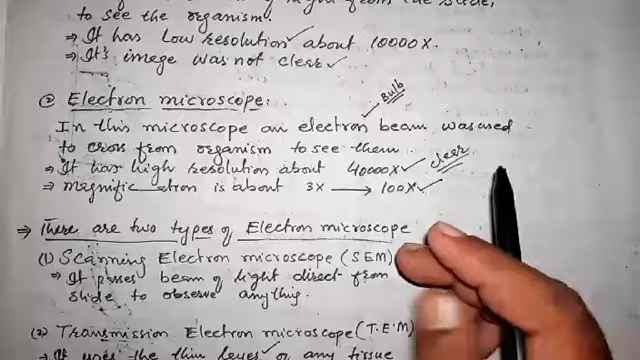 to see the organism.
⇒ It has low resolution ✓ about 10000X.
⇒ It's image was not clear ✓
② Electron microscope:
Bulb
In this microscope an electron beam was used
to cross from organism to see them.
⇒ It has high resolution about 40000X ✓ clear
⇒ magnification is about 3X → 100X ✓
⇒ There are two types of Electron microscope
(1) Scanning Electron microscope (SEM)
⇒ It passes beam of light direct from
slide to observe anything.
(2) Transmission Electron microscope (T.E.M)
⇒ It uses the thin layer ✓ of any tissue